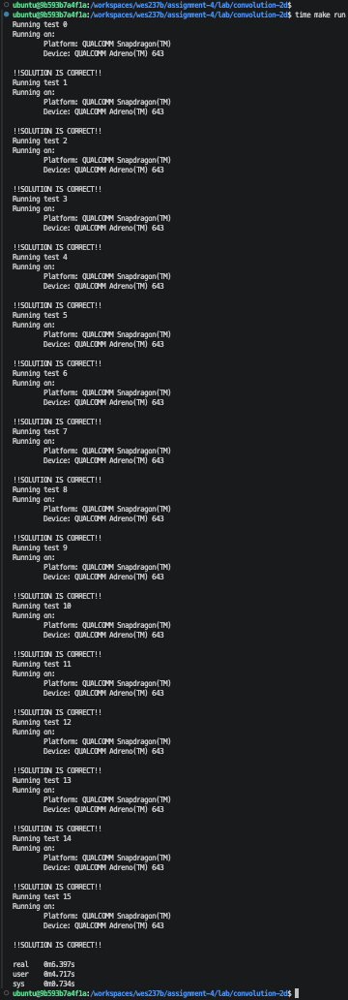 ubuntu@9b593b7a4f1a:/workspaces/wes237b/assignment-4/lab/convolution-2d$
ubuntu@9b593b7a4f1a:/workspaces/wes237b/assignment-4/lab/convolution-2d$ time make run
Running test 0
Running on:
Platform: QUALCOMM Snapdragon(TM)
Device: QUALCOMM Adreno(TM) 643
!!SOLUTION IS CORRECT!!
Running test 1
Running on:
Platform: QUALCOMM Snapdragon(TM)
Device: QUALCOMM Adreno(TM) 643
!!SOLUTION IS CORRECT!!
Running test 2
Running on:
Platform: QUALCOMM Snapdragon(TM)
Device: QUALCOMM Adreno(TM) 643
!!SOLUTION IS CORRECT!!
Running test 3
Running on:
Platform: QUALCOMM Snapdragon(TM)
Device: QUALCOMM Adreno(TM) 643
!!SOLUTION IS CORRECT!!
Running test 4
Running on:
Platform: QUALCOMM Snapdragon(TM)
Device: QUALCOMM Adreno(TM) 643
!!SOLUTION IS CORRECT!!
Running test 5
Running on:
Platform: QUALCOMM Snapdragon(TM)
Device: QUALCOMM Adreno(TM) 643
!!SOLUTION IS CORRECT!!
Running test 6
Running on:
Platform: QUALCOMM Snapdragon(TM)
Device: QUALCOMM Adreno(TM) 643
!!SOLUTION IS CORRECT!!
Running test 7
Running on:
Platform: QUALCOMM Snapdragon(TM)
Device: QUALCOMM Adreno(TM) 643
!!SOLUTION IS CORRECT!!
Running test 8
Running on:
Platform: QUALCOMM Snapdragon(TM)
Device: QUALCOMM Adreno(TM) 643
!!SOLUTION IS CORRECT!!
Running test 9
Running on:
Platform: QUALCOMM Snapdragon(TM)
Device: QUALCOMM Adreno(TM) 643
!!SOLUTION IS CORRECT!!
Running test 10
Running on:
Platform: QUALCOMM Snapdragon(TM)
Device: QUALCOMM Adreno(TM) 643
!!SOLUTION IS CORRECT!!
Running test 11
Running on:
Platform: QUALCOMM Snapdragon(TM)
Device: QUALCOMM Adreno(TM) 643
!!SOLUTION IS CORRECT!!
Running test 12
Running on:
Platform: QUALCOMM Snapdragon(TM)
Device: QUALCOMM Adreno(TM) 643
!!SOLUTION IS CORRECT!!
Running test 13
Running on:
Platform: QUALCOMM Snapdragon(TM)
Device: QUALCOMM Adreno(TM) 643
!!SOLUTION IS CORRECT!!
Running test 14
Running on:
Platform: QUALCOMM Snapdragon(TM)
Device: QUALCOMM Adreno(TM) 643
!!SOLUTION IS CORRECT!!
Running test 15
Running on:
Platform: QUALCOMM Snapdragon(TM)
Device: QUALCOMM Adreno(TM) 643
!!SOLUTION IS CORRECT!!
real 0m6.397s
user 0m4.717s
sys 0m0.734s
ubuntu@9b593b7a4f1a:/workspaces/wes237b/assignment-4/lab/convolution-2d$